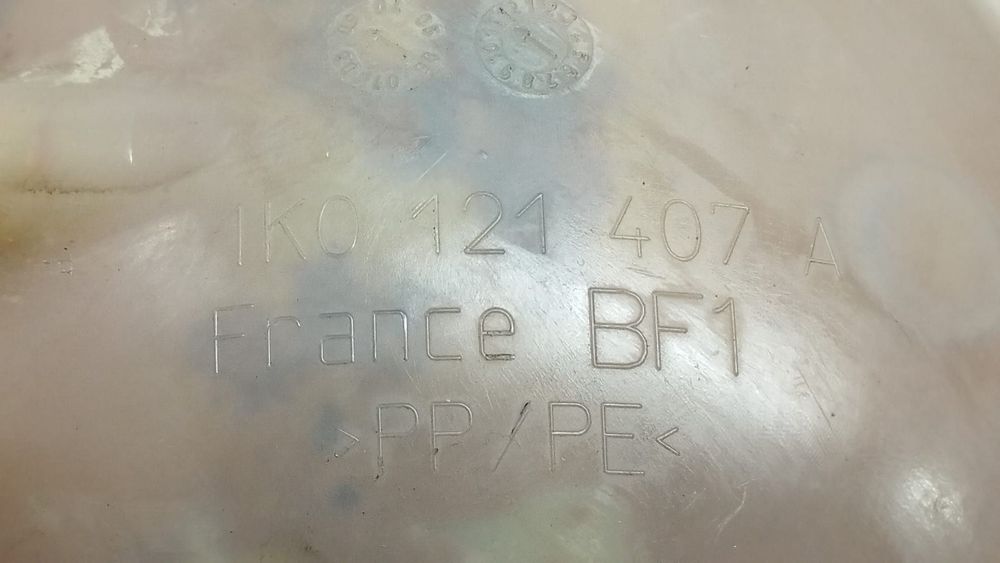 1K0 121 407 A
France BF1
>PP/PE<